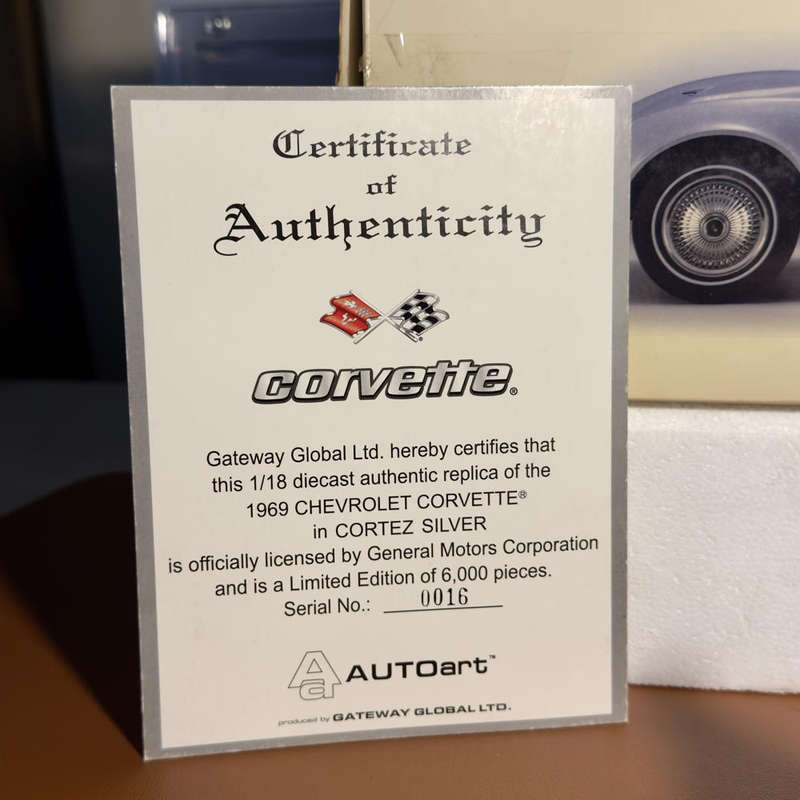 Certificate
of
Authenticity
corvette®
Gateway Global Ltd. hereby certifies that
this 1/18 diecast authentic replica of the
1969 CHEVROLET CORVETTE®
in CORTEZ SILVER
is officially licensed by General Motors Corporation
and is a Limited Edition of 6,000 pieces.
Serial No.: 0016
Aa AUTOart™
produced by GATEWAY GLOBAL LTD.